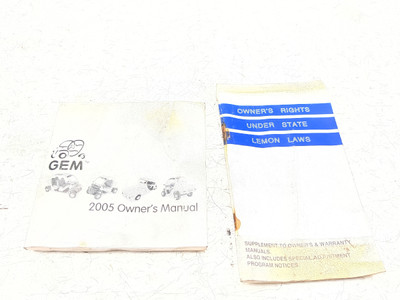 GEM
2005 Owner's Manual
OWNER'S RIGHTS
UNDER STATE
LEMON LAWS
SUPPLEMENT TO OWNER'S & WARRANTY
MANUALS.
ALSO INCLUDES SPECIAL ADJUSTMENT
PROGRAM NOTICES.